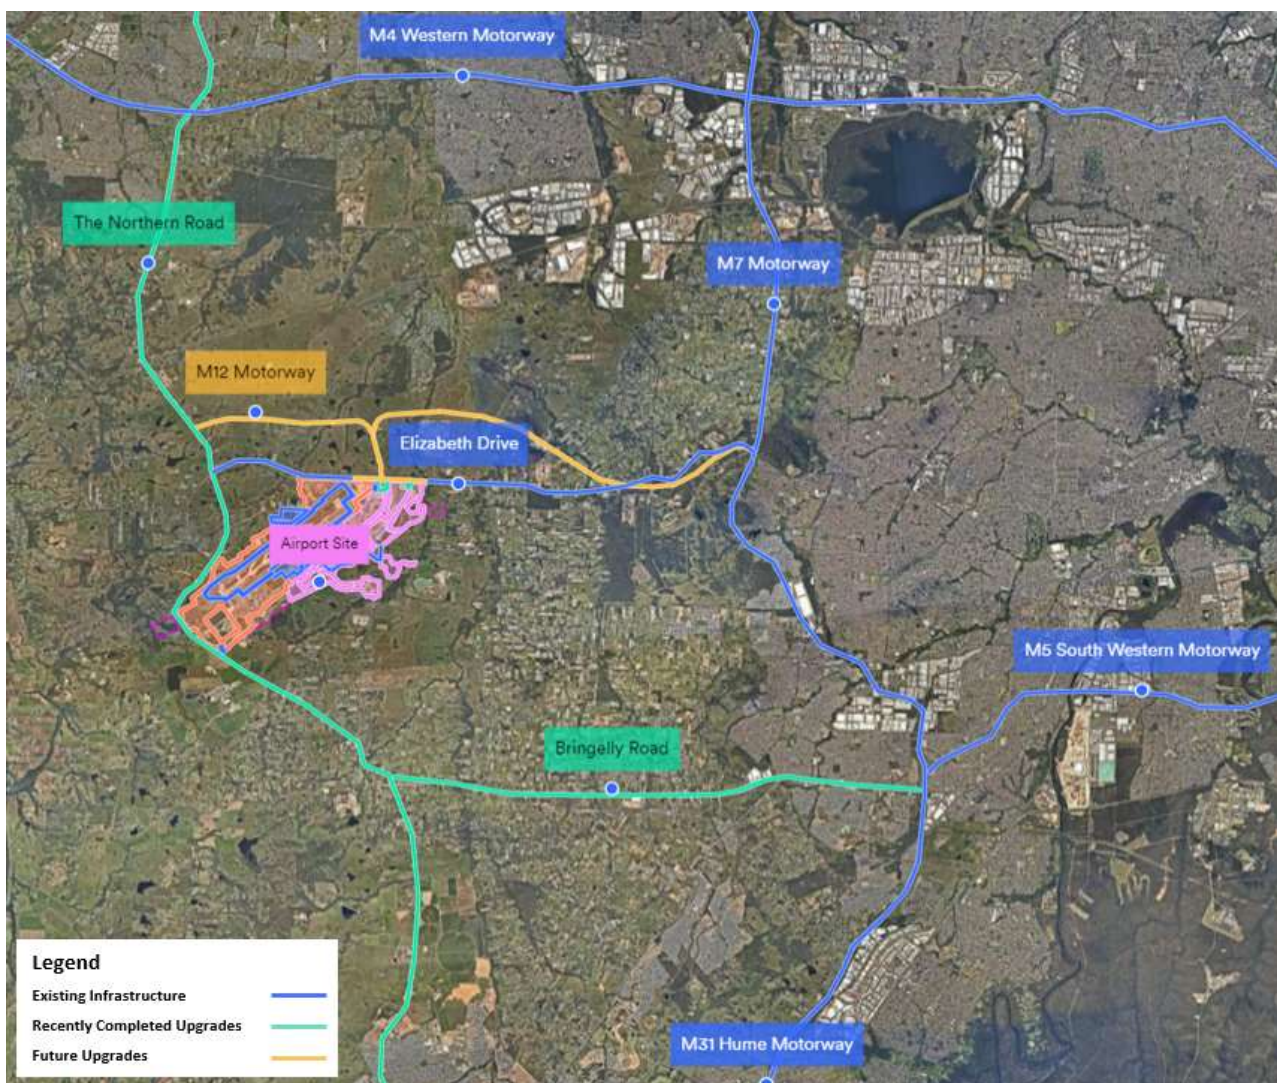 M4 Western Motorway
The Northern Road
M7 Motorway
M12 Motorway
Elizabeth Drive
Airport Site
M5 South Western Motorway
Bringelly Road
Legend
Existing Infrastructure
Recently Completed Upgrades
Future Upgrades
M31 Hume Motorway